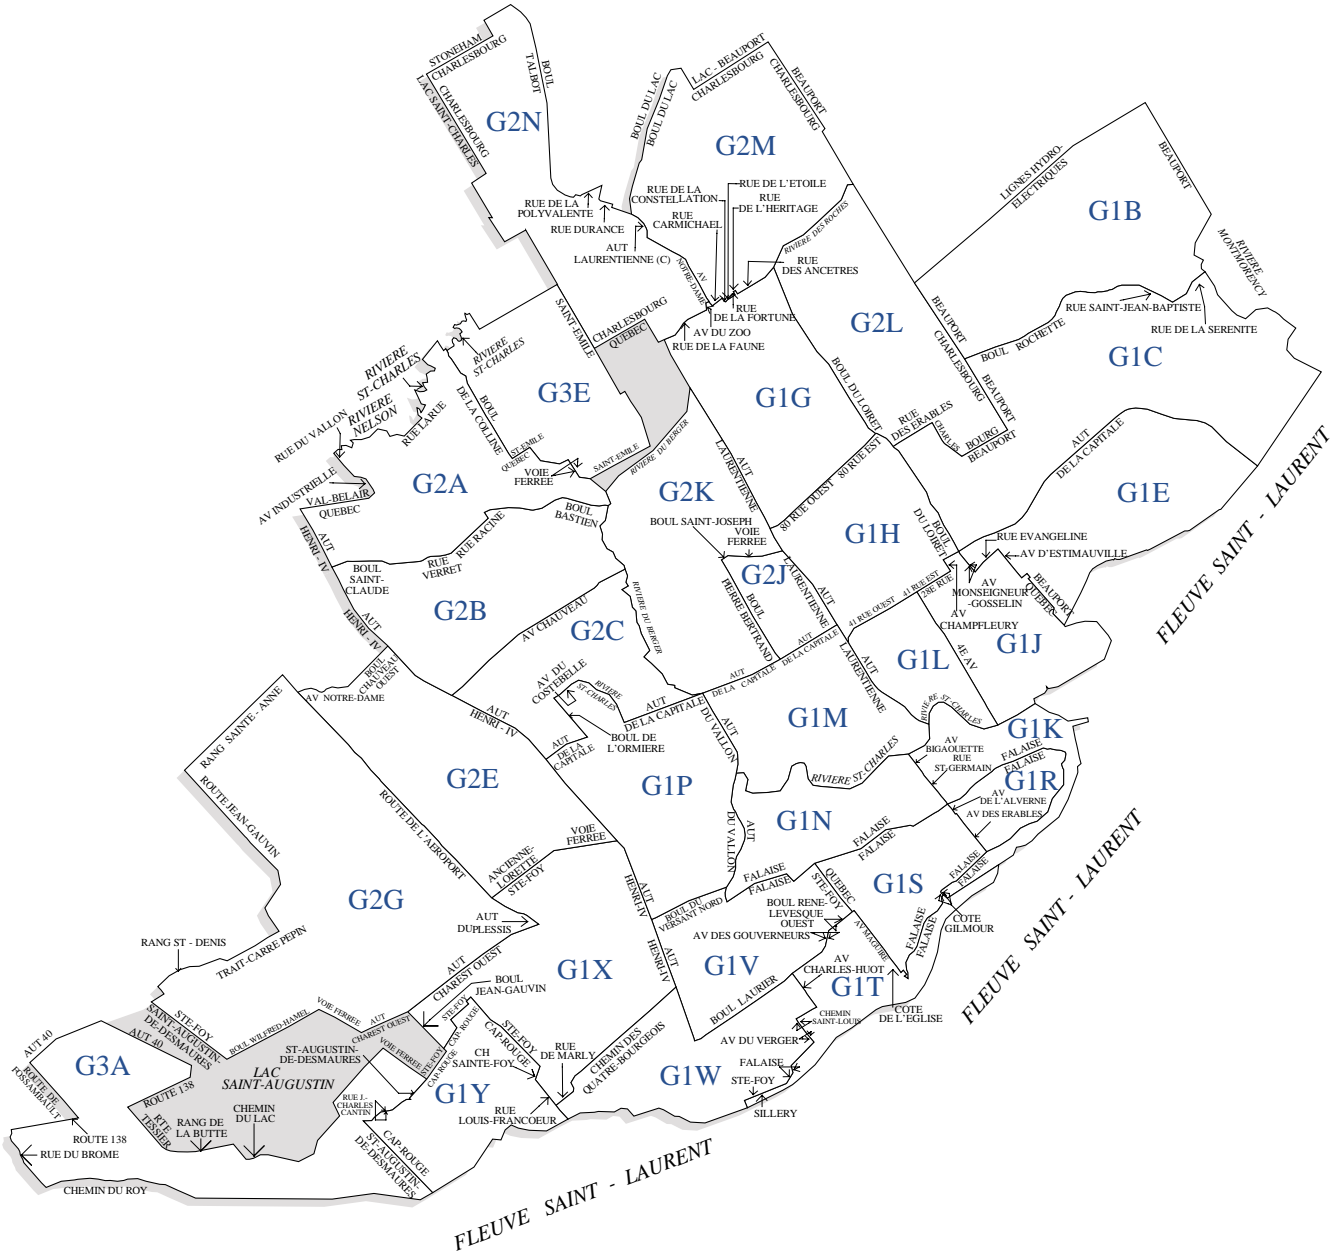 STONEHAM
CHARLESBOURG
LAC SAINT-CHARLES
CHARLESBOURG
BOUL
TALBOT
G2N
BOUL DU LAC
BOUL DU LAC
LAC - BEAUPORT
CHARLESBOURG
BEAUPORT
CHARLESBOURG
G2M
LIGNES HYDRO-
ELECTRIQUES
BEAUPORT
G1B
RIVIERE
MONTMORENCY
RUE DE LA
POLYVALENTE
RUE DURANCE
AUT
LAURENTIENNE (C)
RUE DE LA
CONSTELLATION
RUE
CARMICHAEL
RUE DE L'ETOILE
RUE
DE L'HERITAGE
RIVIERE DES ROCHES
RUE
DES ANCETRES
AV
NOTRE-DAME
RUE
DE LA FORTUNE
AV DU ZOO
RUE DE LA FAUNE
RUE SAINT-JEAN-BAPTISTE
RUE DE LA SERENITE
SAINT-EMILE
CHARLESBOURG
QUEBEC
G2L
BEAUPORT
CHARLESBOURG
BOUL ROCHETTE
G1C
BEAUPORT
RIVIERE
ST-CHARLES
RIVIERE
ST-CHARLES
RIVIERE
NELSON
RUE DU VALLON
RUE LARUE
BOUL
DE LA COLLINE
G3E
G1G
BOUL DU LOIRET
RUE
DES ERABLES
CHARLES
BOURG
BEAUPORT
AUT
DE LA CAPITALE
ST-EMILE
QUEBEC
VOIE
FERREE
SAINT-EMILE
RIVIERE DU BERGER
AV INDUSTRIELLE
VAL-BELAIR
QUEBEC
G2A
G2K
AUT
LAURENTIENNE
80 RUE OUEST
80 RUE EST
G1E
BOUL
BASTIEN
AUT
HENRI - IV
BOUL
SAINT-
CLAUDE
RUE
VERRET
RUE RACINE
BOUL SAINT-JOSEPH
VOIE
FERREE
G1H
BOUL
DU LOIRET
RUE EVANGELINE
AV D'ESTIMAUVILLE
G2J
BOUL
PIERRE BERTRAND
AUT
LAURENTIENNE
41 RUE OUEST
41 RUE EST
28E RUE
AV
MONSEIGNEUR
-GOSSELIN
AV
CHAMPFLEURY
BEAUPORT
QUEBEC
FLEUVE SAINT - LAURENT
G2B
AV CHAUVEAU
G2C
RIVIERE DU BERGER
AUT
HENRI - IV
BOUL
CHAUVEAU
OUEST
AV NOTRE-DAME
AUT
DE LA CAPITALE
AUT
DE LA CAPITALE
AUT
LAURENTIENNE
G1L
4E AV
G1J
RANG SAINTE - ANNE
AV DU
COSTEBELLE
RIVIERE
ST-CHARLES
AUT
DE LA CAPITALE
BOUL DE
L'ORMIERE
AUT
DE LA
CAPITALE
AUT
HENRI - IV
AUT
DU VALLON
G1M
RIVIERE ST-CHARLES
G1K
AV
BIGAOUETTE
RUE
ST-GERMAIN
FALAISE
FALAISE
G1R
AV
DE L'ALVERNE
AV DES ERABLES
RIVIERE ST-CHARLES
ROUTE JEAN-GAUVIN
G2E
ROUTE DE L'AEROPORT
G1P
G1N
AUT
DU VALLON
FALAISE
FALAISE
VOIE
FERREE
ANCIENNE-
LORETTE
STE-FOY
AUT
HENRI-IV
FALAISE
FALAISE
BOUL DU
VERSANT NORD
QUEBEC
STE-FOY
G1S
FALAISE
FALAISE
COTE
GILMOUR
FALAISE
FALAISE
FLEUVE SAINT - LAURENT
G2G
AUT
DUPLESSIS
BOUL RENE-
LEVESQUE
OUEST
AV DES GOUVERNEURS
AV MAGUIRE
RANG ST - DENIS
TRAIT-CARRE PEPIN
AUT
CHAREST OUEST
BOUL
JEAN-GAUVIN
G1X
AUT
HENRI-IV
G1V
BOUL LAURIER
AV
CHARLES-HUOT
G1T
COTE
DE L'EGLISE
CHEMIN
SAINT-LOUIS
STE-FOY
SAINT-AUGUSTIN-
DE-DESMAURES
BOUL WILFRED-HAMEL
VOIE FERREE
AUT
CHAREST OUEST
VOIE FERREE
STE-FOY
CAP-ROUGE
STE-FOY
CAP ROUGE
STE-FOY
CAP-ROUGE
CH
SAINTE-FOY
RUE
DE MARLY
CHEMIN DES
QUATRE-BOURGEOIS
AV DU VERGER
FALAISE
STE-FOY
SILLERY
G1W
AUT 40
AUT 40
G3A
ROUTE DE
FOSSAMBAULT
ROUTE 138
ROUTE 138
RTE
TESSIER
LAC
SAINT-AUGUSTIN
ST-AUGUSTIN-
DE-DESMAURES
RUE J.-
CHARLES
CANTIN
G1Y
RUE
LOUIS-FRANCOEUR
RANG DE
LA BUTTE
CHEMIN
DU LAC
CAP-ROUGE
ST-AUGUSTIN-
DE-DESMAURES
RUE DU BROME
CHEMIN DU ROY
FLEUVE SAINT - LAURENT